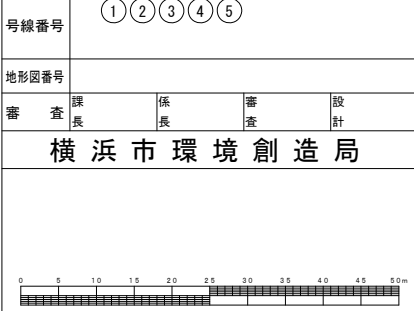 号線番号 ①②③④⑤
地形図番号
審査 課長 係長 審査 設計
横浜市環境創造局
0 5 10 15 20 25 30 35 40 45 50m